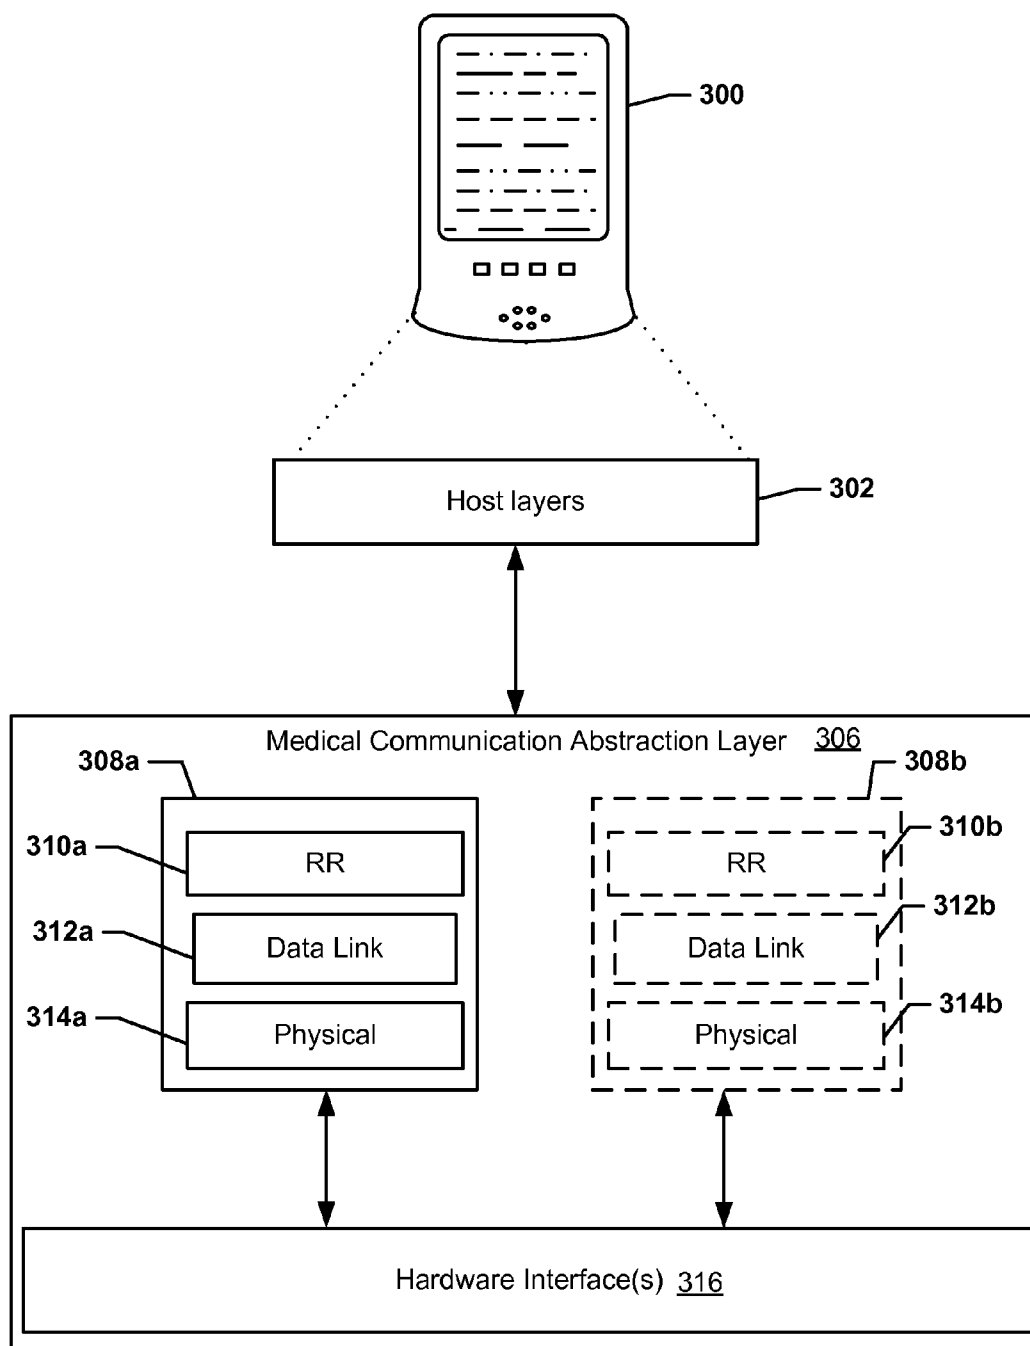 300
Host layers
302
Medical Communication Abstraction Layer 306
308a
308b
310a
RR
RR
310b
312a
Data Link
Data Link
312b
314a
Physical
Physical
314b
Hardware Interface(s) 316